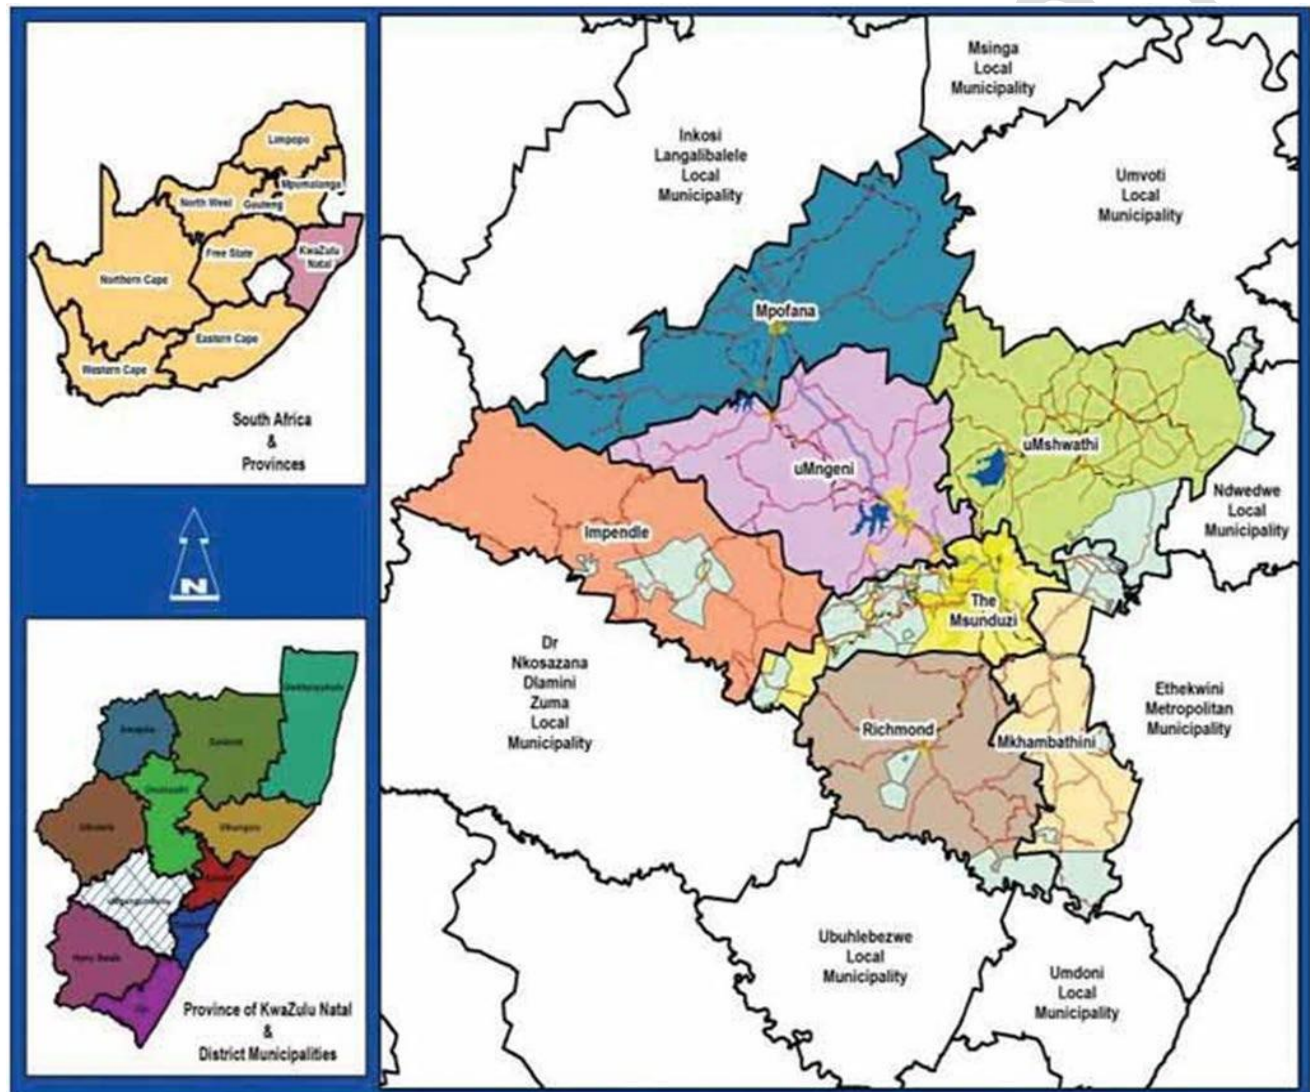 Limpopo
Mpumalanga
North West
Gauteng
Free State
KwaZulu
Natal
Northern Cape
Eastern Cape
Western Cape
South Africa
&
Provinces
N
Harry Gwala
Ugu
Province of KwaZulu Natal
&
District Municipalities
Msinga
Local
Municipality
Inkosi
Langalibalele
Local
Municipality
Umvoti
Local
Municipality
Mpofana
uMshwathi
uMngeni
Ndwedwe
Local
Municipality
Impendle
The
Msunduzi
Dr
Nkosazana
Dlamini
Zuma
Local
Municipality
Ethekwini
Metropolitan
Municipality
Richmond
Mkhambathini
Ubuhlebezwe
Local
Municipality
Umdoni
Local
Municipality